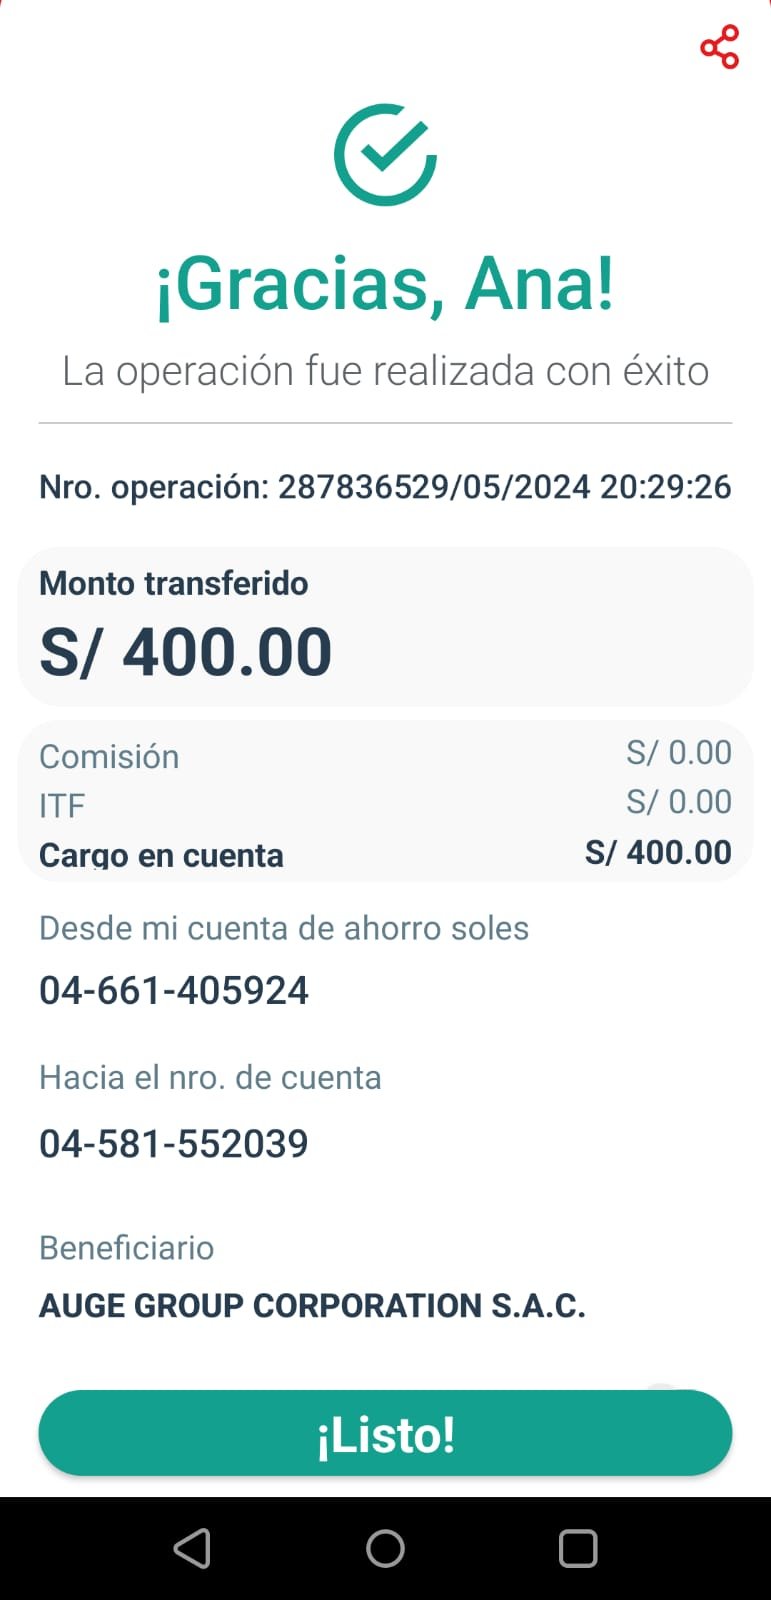 ¡Gracias, Ana!
La operación fue realizada con éxito
Nro. operación: 287836529/05/2024 20:29:26
Monto transferido
S/ 400.00
Comisión S/ 0.00
ITF S/ 0.00
Cargo en cuenta S/ 400.00
Desde mi cuenta de ahorro soles
04-661-405924
Hacia el nro. de cuenta
04-581-552039
Beneficiario
AUGE GROUP CORPORATION S.A.C.
¡Listo!